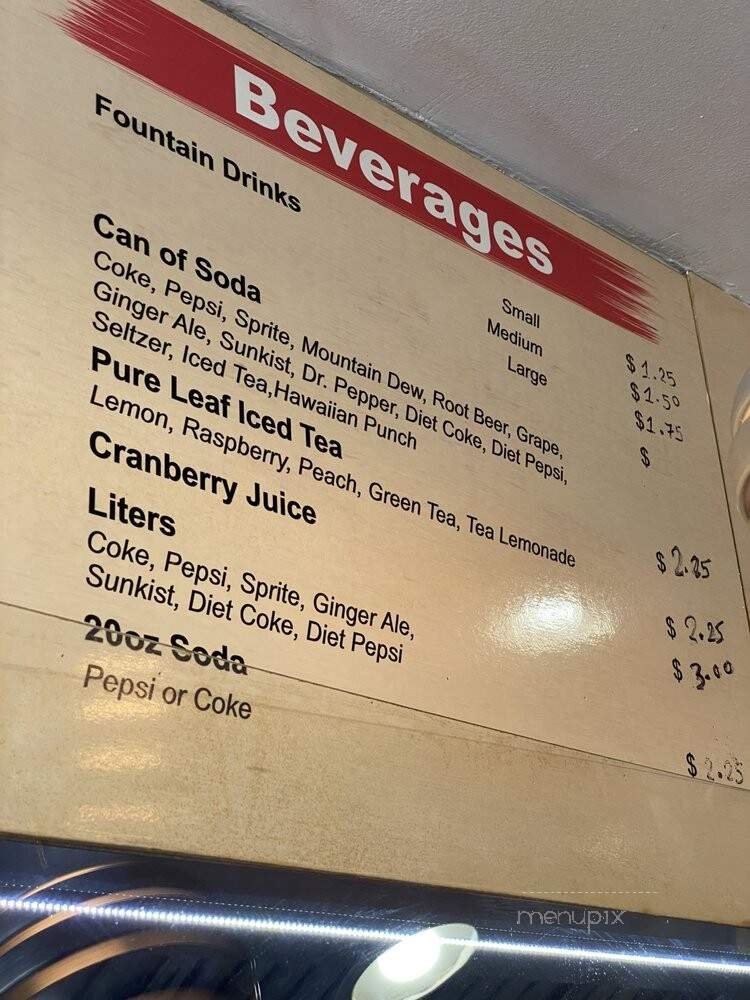 Beverages
Fountain Drinks
Small $1.25
Medium $1.50
Large $1.75
Can of Soda $
Coke, Pepsi, Sprite, Mountain Dew, Root Beer, Grape,
Ginger Ale, Sunkist, Dr. Pepper, Diet Coke, Diet Pepsi,
Seltzer, Iced Tea,Hawaiian Punch
Pure Leaf Iced Tea $2.25
Lemon, Raspberry, Peach, Green Tea, Tea Lemonade
Cranberry Juice $2.25
Liters $3.00
Coke, Pepsi, Sprite, Ginger Ale,
Sunkist, Diet Coke, Diet Pepsi
20oz Soda $2.25
Pepsi or Coke
menupix